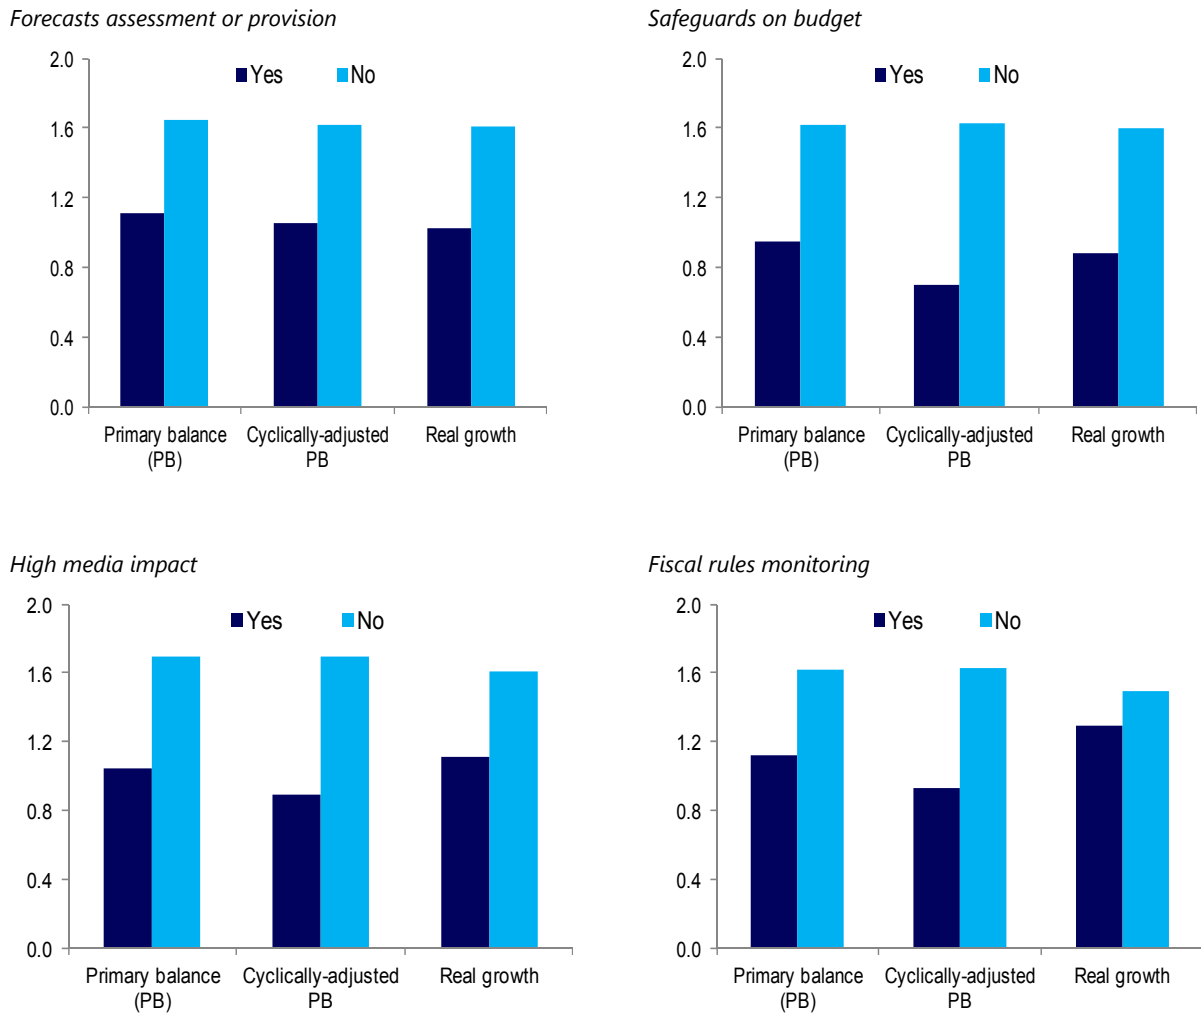 Forecasts assessment or provision
2.0
Yes No
1.6
1.2
0.8
0.4
0.0
Primary balance (PB)
Cyclically-adjusted PB
Real growth
Safeguards on budget
2.0
Yes No
1.6
1.2
0.8
0.4
0.0
Primary balance (PB)
Cyclically-adjusted PB
Real growth
High media impact
2.0
Yes No
1.6
1.2
0.8
0.4
0.0
Primary balance (PB)
Cyclically-adjusted PB
Real growth
Fiscal rules monitoring
2.0
Yes No
1.6
1.2
0.8
0.4
0.0
Primary balance (PB)
Cyclically-adjusted PB
Real growth